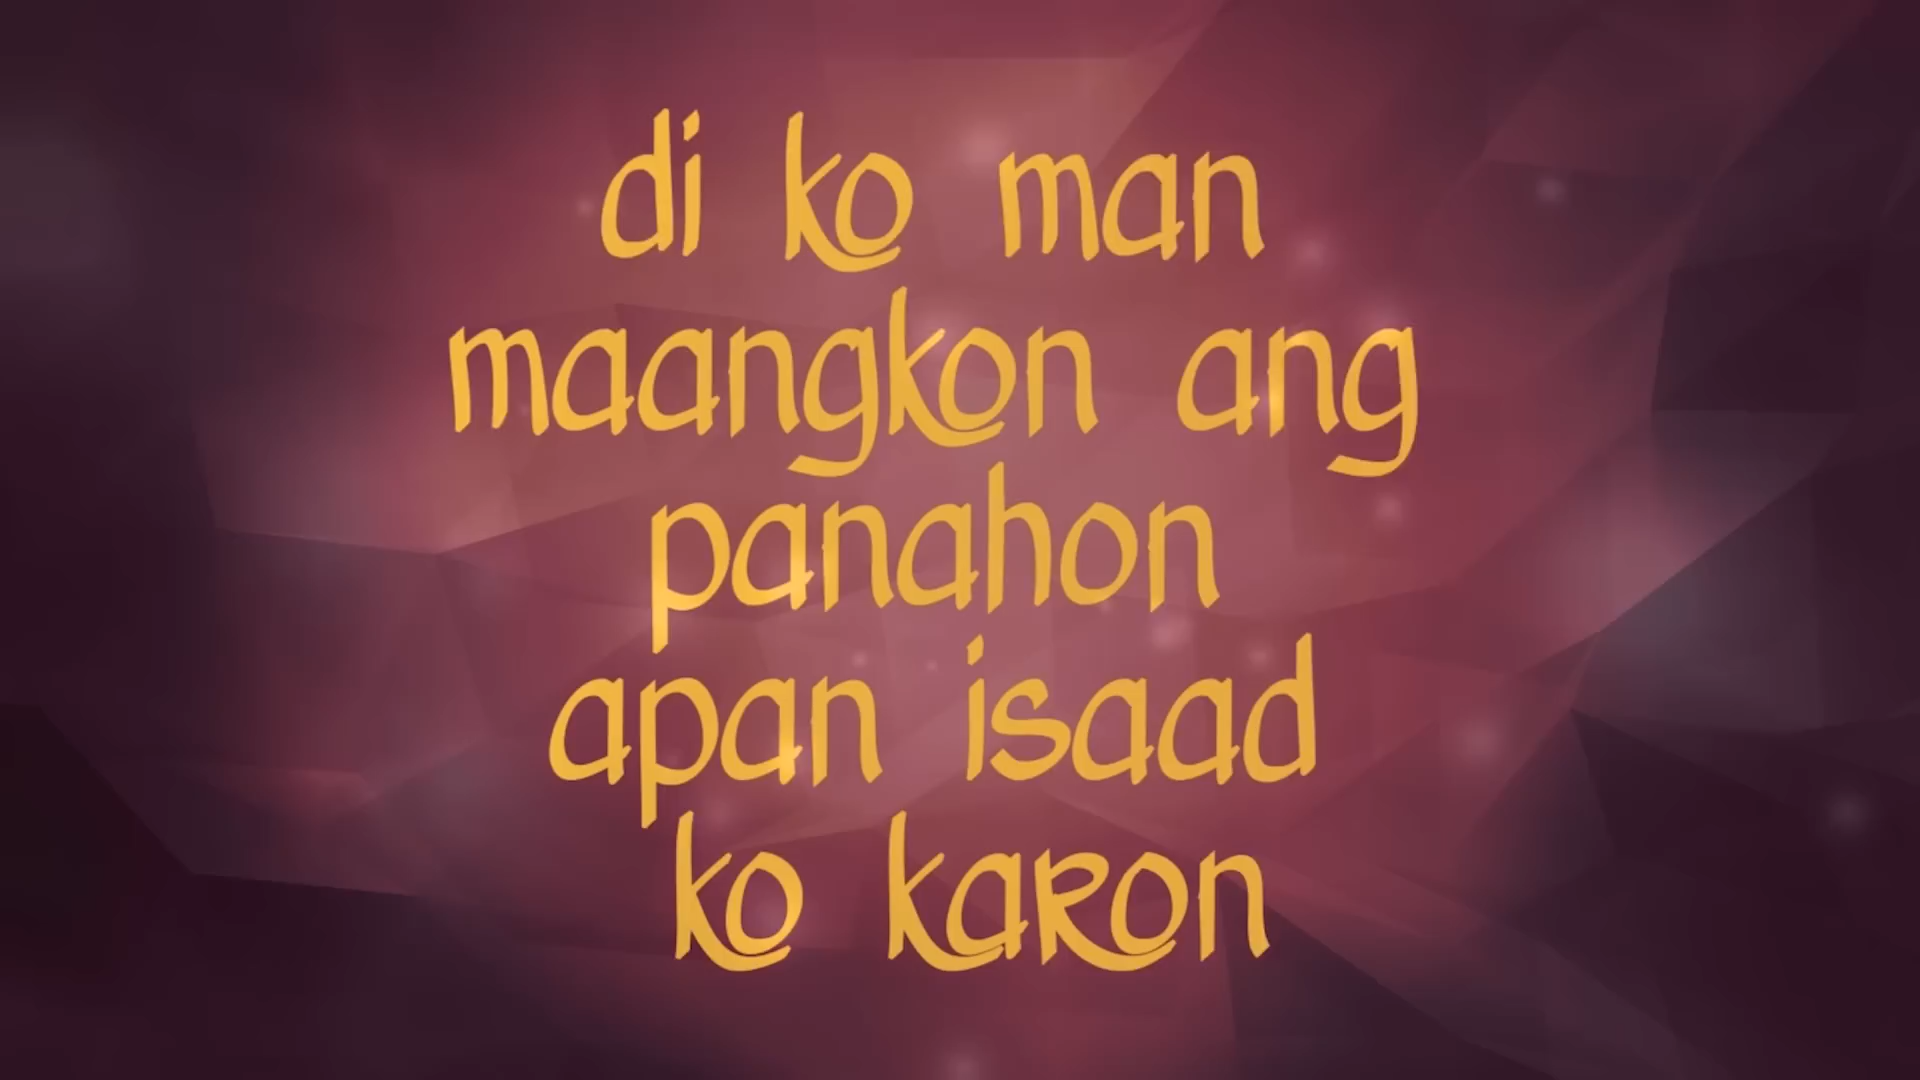 di ko man
maangkon ang
panahon
apan isaad
ko karon